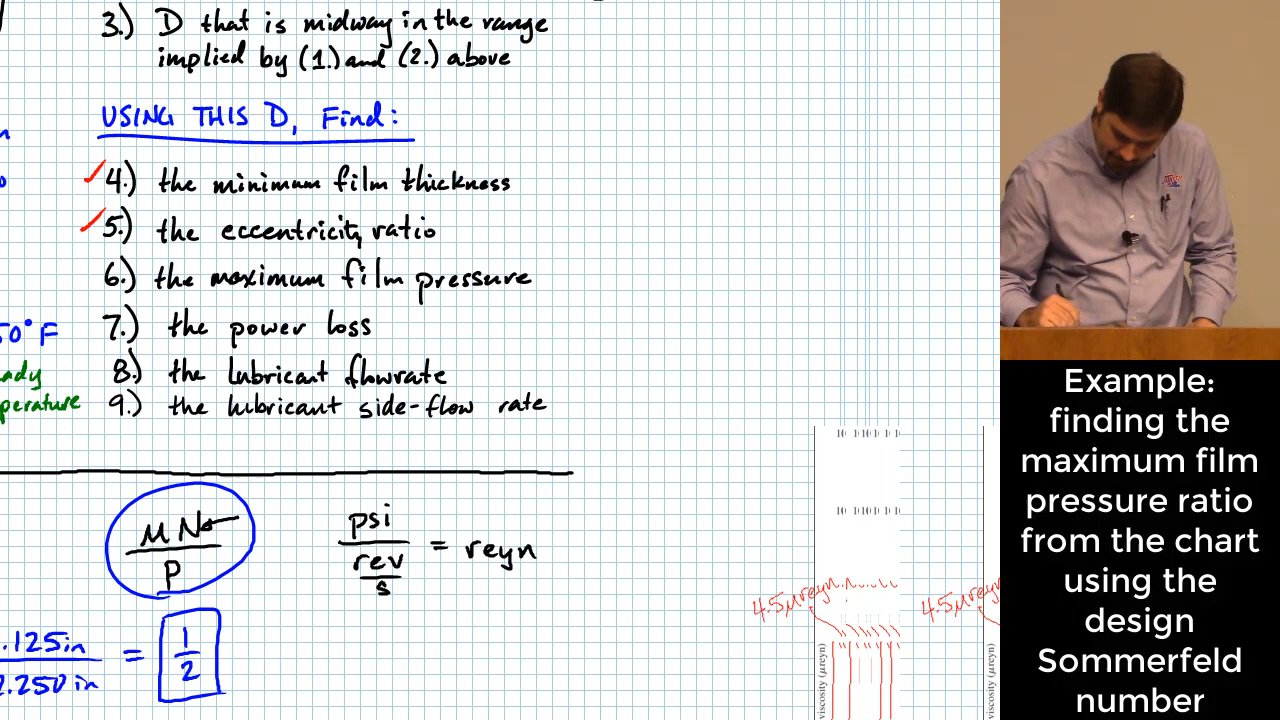 3.) D that is midway in the range
implied by (1.) and (2.) above
USING THIS D, Find:
4.) the minimum film thickness
5.) the eccentricity ratio
6.) the maximum film pressure
7.) the power loss
50°F
8.) the lubricant flowrate
9.) the lubricant side-flow rate
μN
P
psi
rev
s
= reyn
.125in
2.250 in
= 1
2
4.5μreyn
4.5μreyn
viscosity (μreyn)
viscosity (μreyn)
Example:
finding the
maximum film
pressure ratio
from the chart
using the
design
Sommerfeld
number